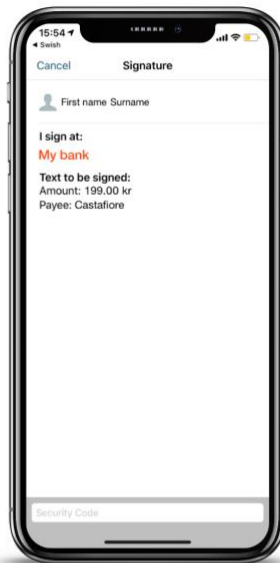 15:54
◀ Swish
Cancel Signature
First name Surname
I sign at:
My bank
Text to be signed:
Amount: 199.00 kr
Payee: Castafiore
Security Code